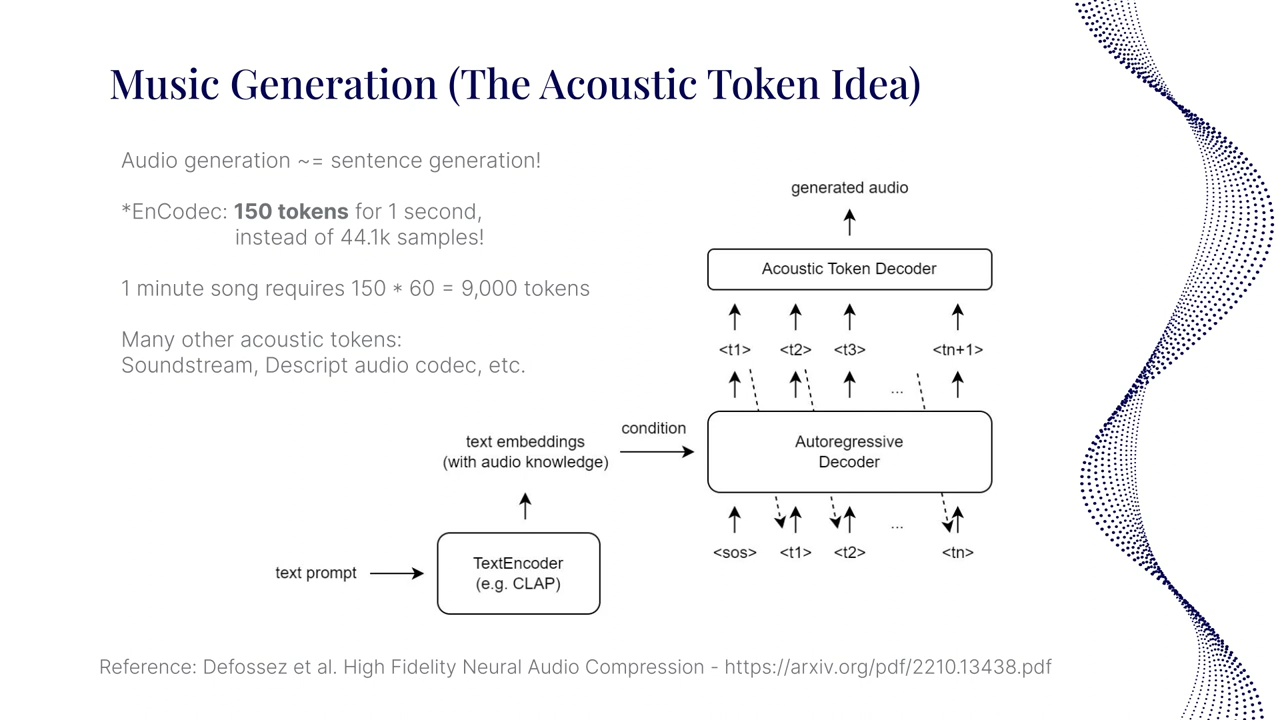 Music Generation (The Acoustic Token Idea)
Audio generation ~= sentence generation!
*EnCodec: 150 tokens for 1 second,
instead of 44.1k samples!
1 minute song requires 150 * 60 = 9,000 tokens
Many other acoustic tokens:
Soundstream, Descript audio codec, etc.
generated audio
Acoustic Token Decoder
<t1> <t2> <t3> <tn+1>
...
condition
Autoregressive
Decoder
text embeddings
(with audio knowledge)
...
<sos> <t1> <t2> <tn>
text prompt
TextEncoder
(e.g. CLAP)
Reference: Defossez et al. High Fidelity Neural Audio Compression - https://arxiv.org/pdf/2210.13438.pdf